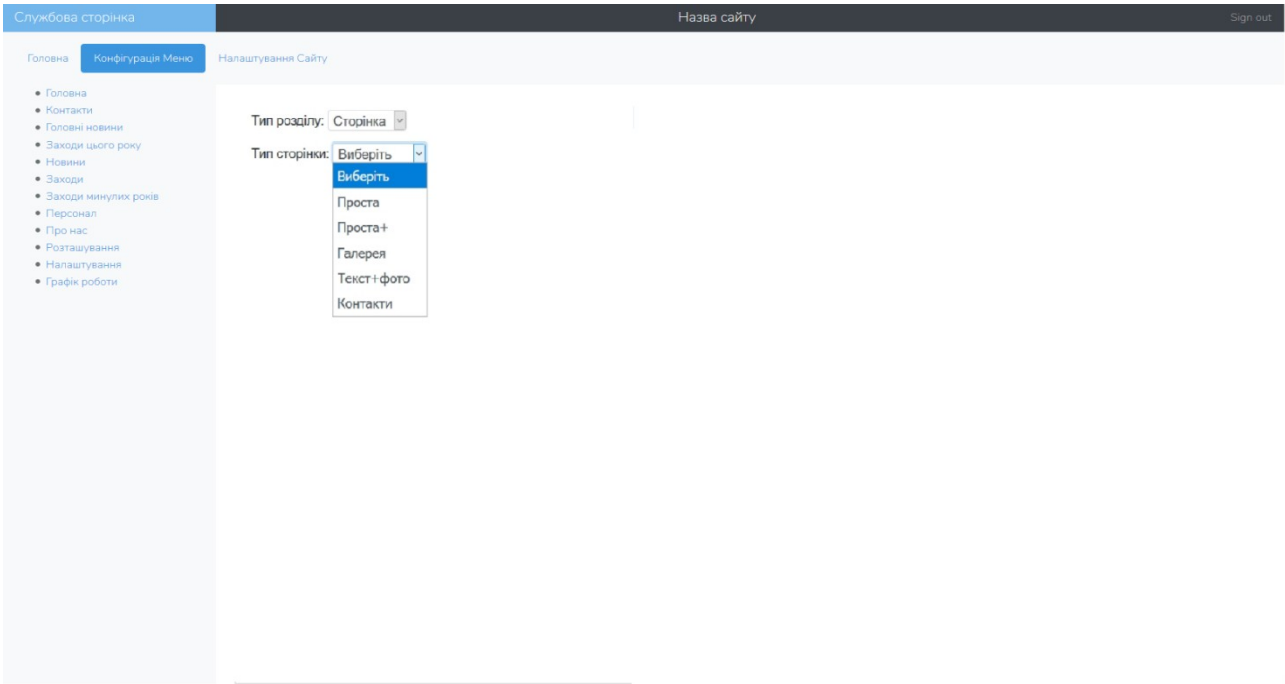 Службова сторінка Назва сайту Sign out
Головна Конфігурація Меню Налаштування Сайту
Головна
Контакти
Головні новини
Заходи цього року
Новини
Заходи
Заходи минулих років
Персонал
Про нас
Розташування
Налаштування
Графік роботи
Тип розділу: Сторінка
Тип сторінки: Виберіть
Виберіть
Проста
Проста+
Галерея
Текст+фото
Контакти